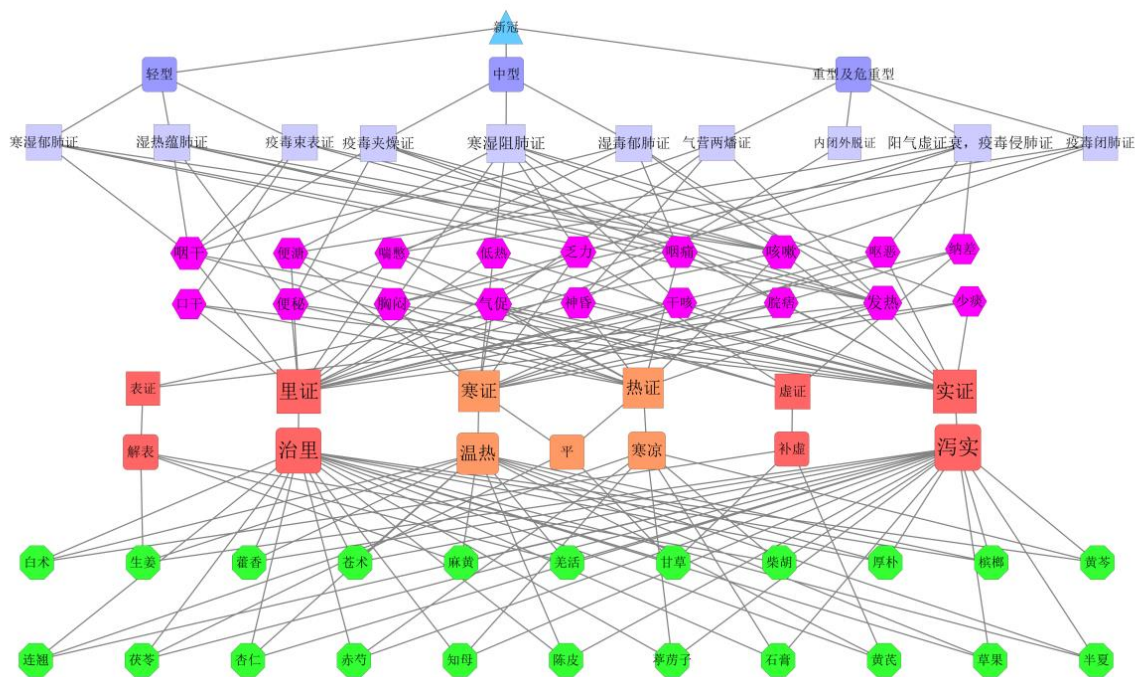 新冠
轻型
中型
重型及危重型
寒湿郁肺证
湿热蕴肺证
疫毒束表证
疫毒夹燥证
寒湿阻肺证
湿毒郁肺证
气营两燔证
内闭外脱证
阳气虚证衰，疫毒侵肺证
疫毒闭肺证
咽干
便溏
喘憋
低热
乏力
咽痛
咳嗽
呕恶
纳差
口干
便秘
胸闷
气促
神昏
干咳
脘痞
发热
少痰
表证
里证
寒证
热证
虚证
实证
解表
治里
温热
平
寒凉
补虚
泻实
白术
生姜
藿香
苍术
麻黄
羌活
甘草
柴胡
厚朴
槟榔
黄芩
连翘
茯苓
杏仁
赤芍
知母
陈皮
葶苈子
石膏
黄芪
草果
半夏